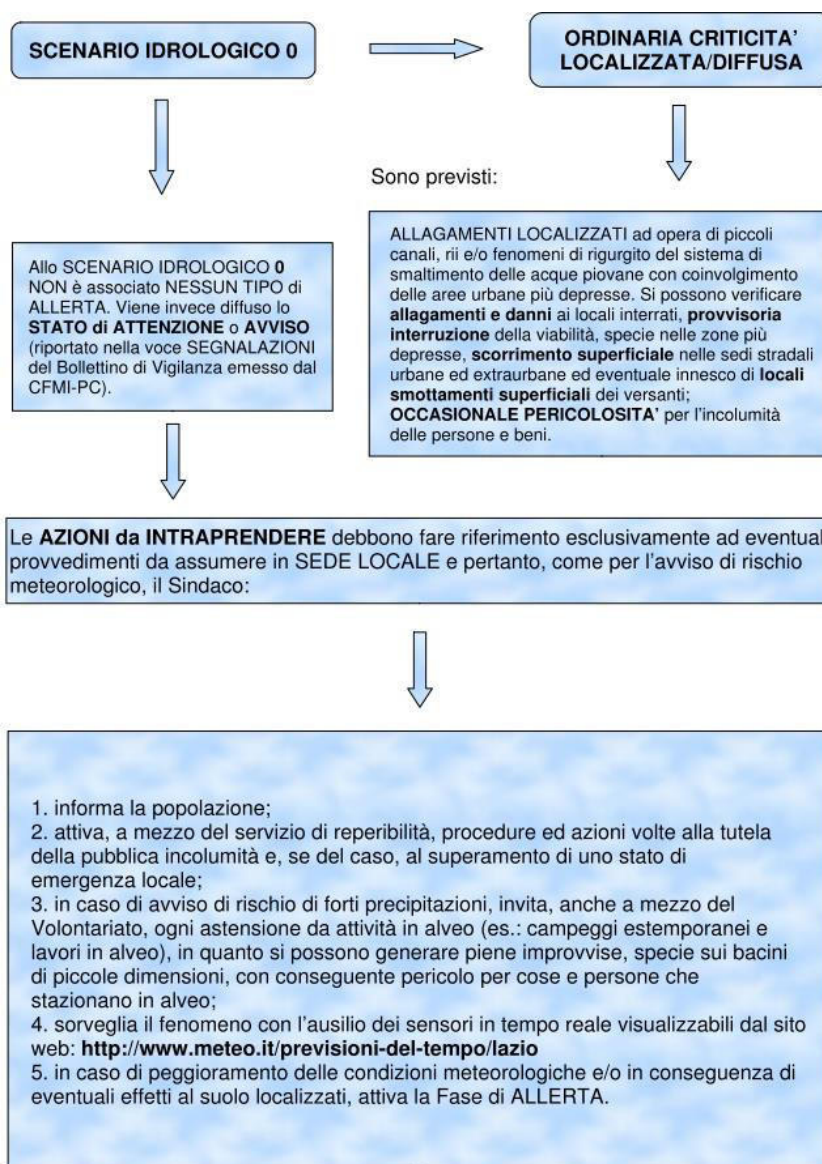 SCENARIO IDROLOGICO 0
ORDINARIA CRITICITA’
LOCALIZZATA/DIFFUSA
Sono previsti:
Allo SCENARIO IDROLOGICO 0
NON è associato NESSUN TIPO di
ALLERTA. Viene invece diffuso lo
STATO di ATTENZIONE o AVVISO
(riportato nella voce SEGNALAZIONI
del Bollettino di Vigilanza emesso dal
CFMI-PC).
ALLAGAMENTI LOCALIZZATI ad opera di piccoli
canali, rii e/o fenomeni di rigurgito del sistema di
smaltimento delle acque piovane con coinvolgimento
delle aree urbane più depresse. Si possono verificare
allagamenti e danni ai locali interrati, provvisoria
interruzione della viabilità, specie nelle zone più
depresse, scorrimento superficiale nelle sedi stradali
urbane ed extraurbane ed eventuale innesco di locali
smottamenti superficiali dei versanti;
OCCASIONALE PERICOLOSITA’ per l’incolumità
delle persone e beni.
Le AZIONI da INTRAPRENDERE debbono fare riferimento esclusivamente ad eventual
provvedimenti da assumere in SEDE LOCALE e pertanto, come per l’avviso di rischio
meteorologico, il Sindaco:
1. informa la popolazione;
2. attiva, a mezzo del servizio di reperibilità, procedure ed azioni volte alla tutela
della pubblica incolumità e, se del caso, al superamento di uno stato di
emergenza locale;
3. in caso di avviso di rischio di forti precipitazioni, invita, anche a mezzo del
Volontariato, ogni astensione da attività in alveo (es.: campeggi estemporanei e
lavori in alveo), in quanto si possono generare piene improvvise, specie sui bacini
di piccole dimensioni, con conseguente pericolo per cose e persone che
stazionano in alveo;
4. sorveglia il fenomeno con l’ausilio dei sensori in tempo reale visualizzabili dal sito
web: http://www.meteo.it/previsioni-del-tempo/lazio
5. in caso di peggioramento delle condizioni meteorologiche e/o in conseguenza di
eventuali effetti al suolo localizzati, attiva la Fase di ALLERTA.